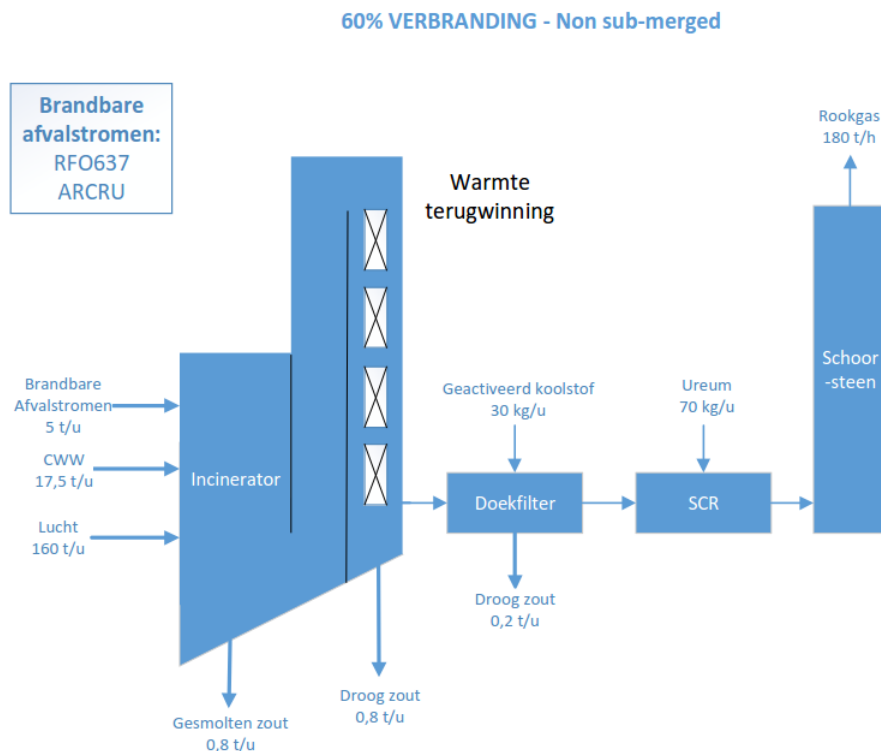 60% VERBRANDING - Non sub-merged
Brandbare
afvalstromen:
RFO637
ARCRU
Rookgas
180 t/h
Warmte
terugwinning
Schoor
-steen
Brandbare
Afvalstromen
5 t/u
Geactiveerd koolstof
30 kg/u
Ureum
70 kg/u
CWW
17,5 t/u
Incinerator
Doekfilter
SCR
Lucht
160 t/u
Droog zout
0,2 t/u
Droog zout
0,8 t/u
Gesmolten zout
0,8 t/u